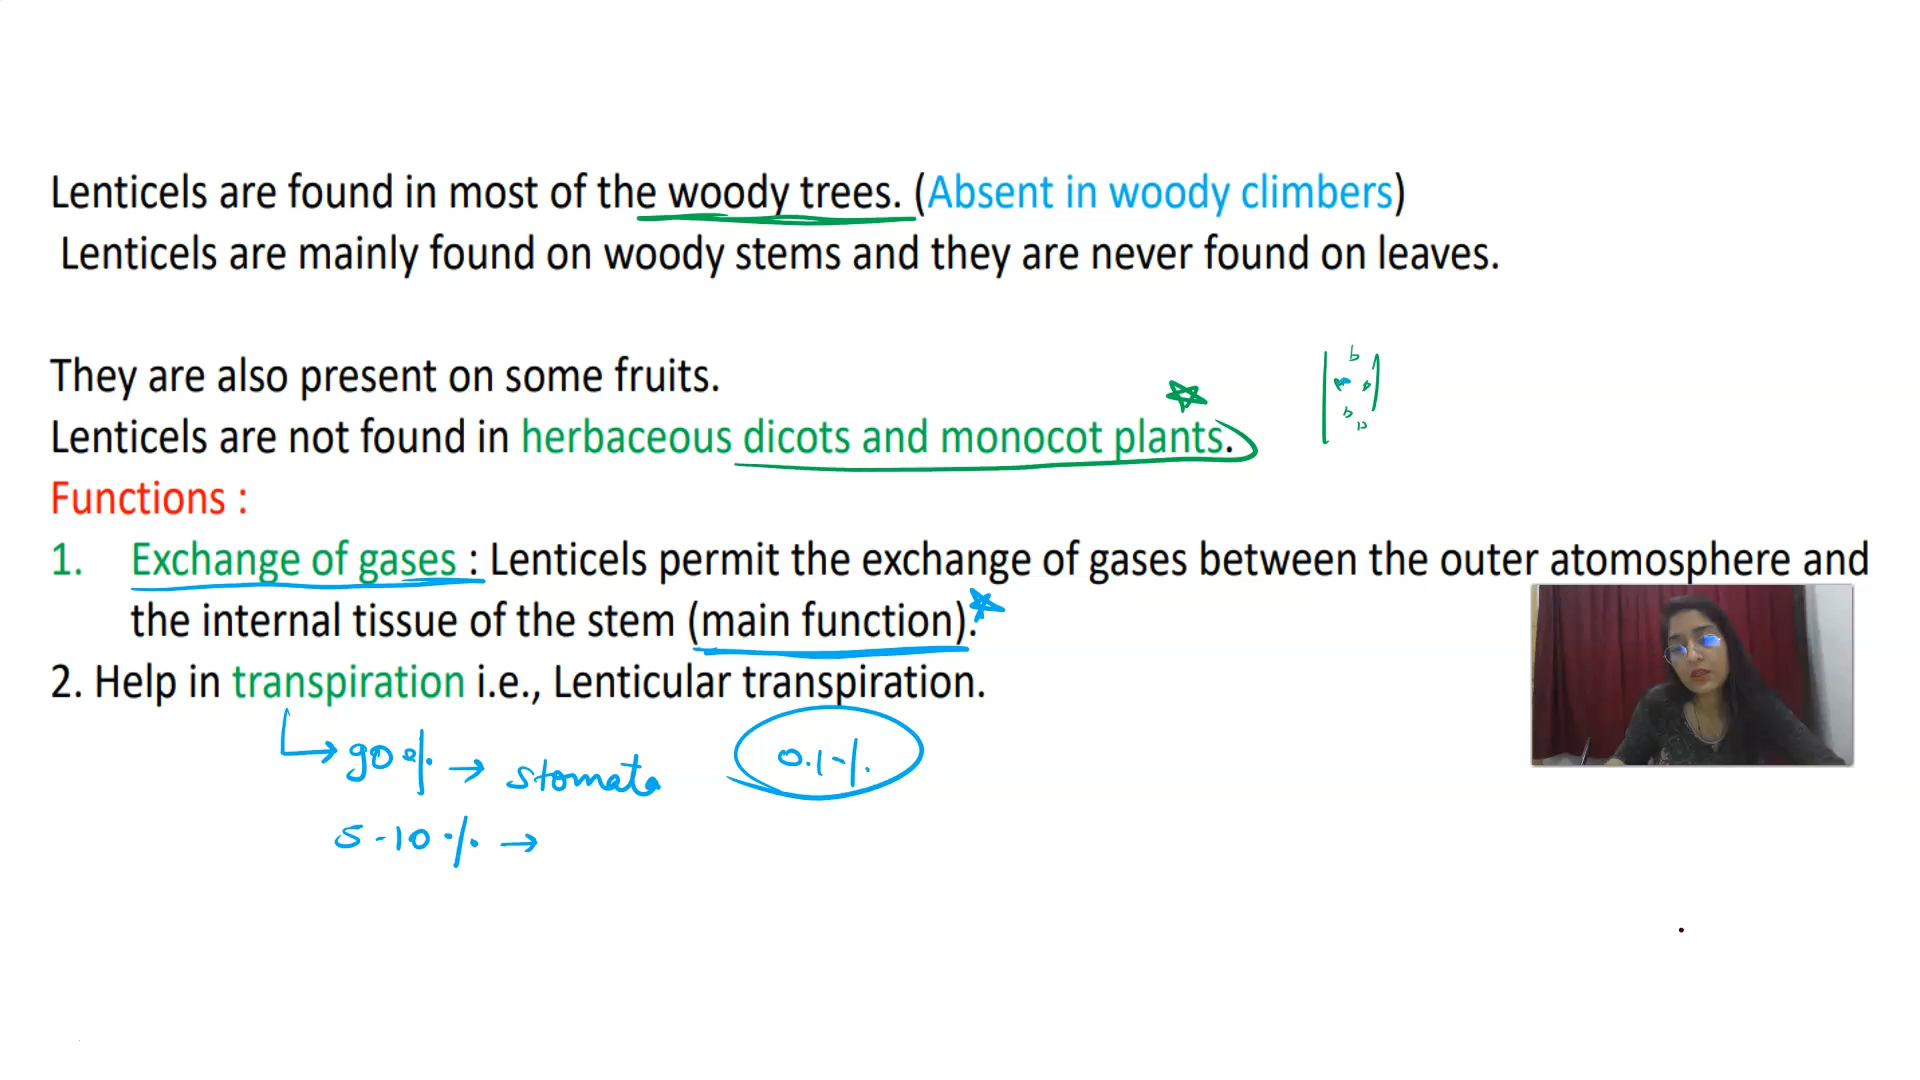 Lenticels are found in most of the woody trees. (Absent in woody climbers)
Lenticels are mainly found on woody stems and they are never found on leaves.
They are also present on some fruits.
Lenticels are not found in herbaceous dicots and monocot plants.
Functions :
1. Exchange of gases : Lenticels permit the exchange of gases between the outer atomosphere and
the internal tissue of the stem (main function).
2. Help in transpiration i.e., Lenticular transpiration.
90% → stomata
0.1%
5-10% →